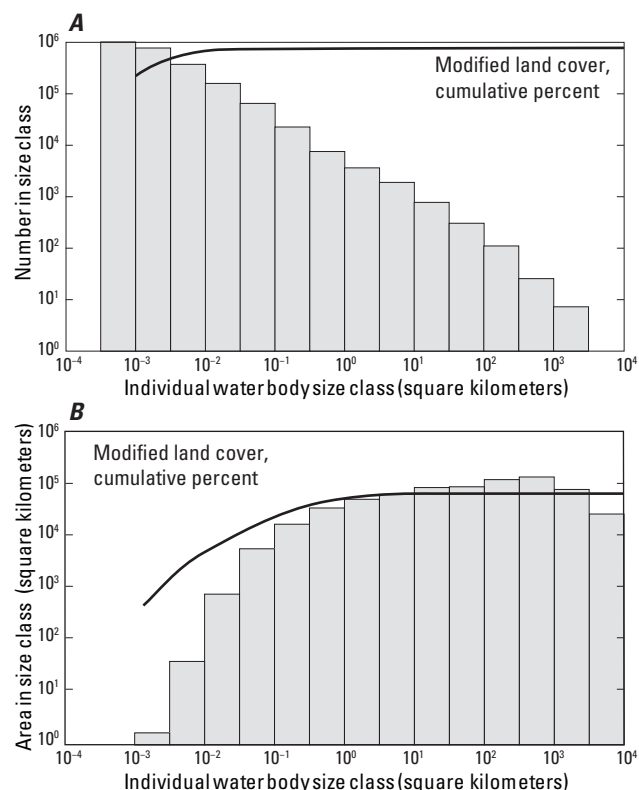 A
Number in size class
10⁶
10⁵
10⁴
10³
10²
10¹
10⁰
Modified land cover,
cumulative percent
10⁻⁴ 10⁻³ 10⁻² 10⁻¹ 10⁰ 10¹ 10² 10³ 10⁴
Individual water body size class (square kilometers)
B
Area in size class (square kilometers)
10⁶
10⁵
10⁴
10³
10²
10¹
10⁰
Modified land cover,
cumulative percent
10⁻⁴ 10⁻³ 10⁻² 10⁻¹ 10⁰ 10¹ 10² 10³ 10⁴
Individual water body size class (square kilometers)